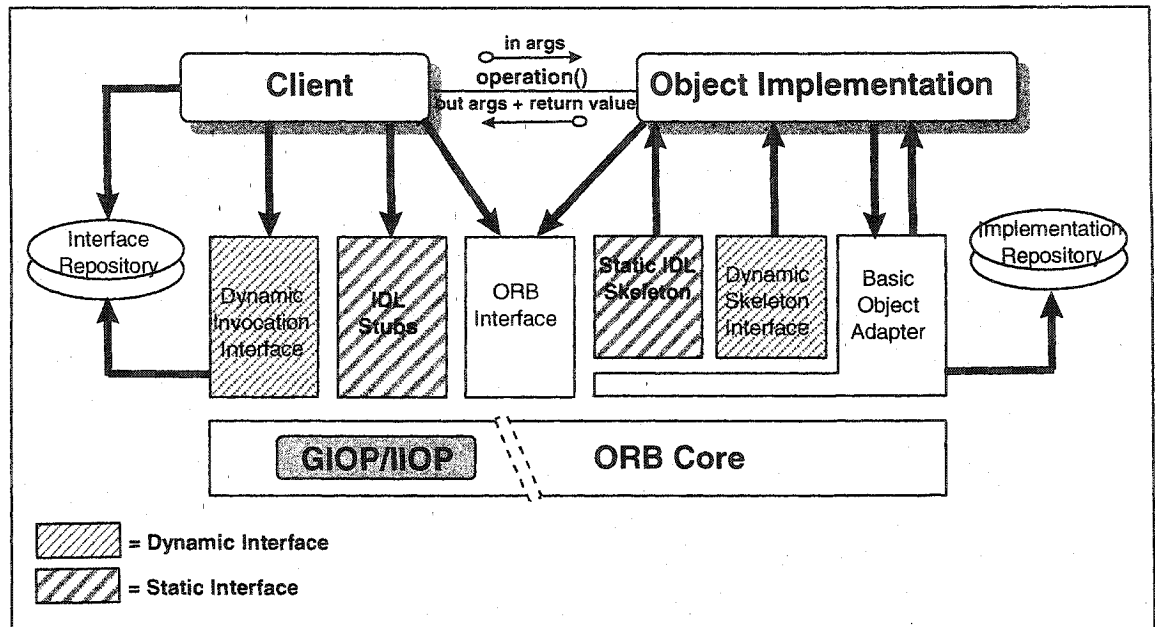 in args
Client
operation()
Object Implementation
out args + return value
Interface
Repository
Implementation
Repository
Dynamic
Invocation
Interface
IDL
Stubs
ORB
Interface
Static IDL
Skeleton
Dynamic
Skeleton
Interface
Basic
Object
Adapter
GIOP/IIOP
ORB Core
= Dynamic Interface
= Static Interface